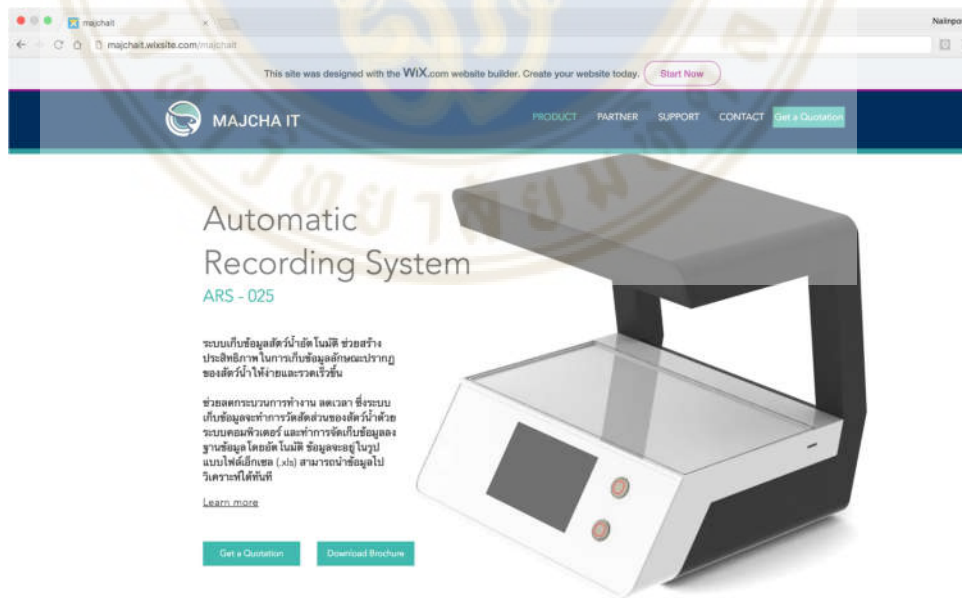 majchait
Nalinpo
majchait.wixsite.com/majchait
This site was designed with the WiX.com website builder. Create your website today. Start Now
MAJCHA IT
PRODUCT PARTNER SUPPORT CONTACT Get a Quotation
Automatic
Recording System
ARS - 025
ระบบเก็บข้อมูลสัตว์น้ำอัตโนมัติ ช่วยสร้าง
ประสิทธิภาพในการเก็บข้อมูลลักษณะปรากฏ
ของสัตว์น้ำให้ง่ายและรวดเร็วขึ้น
ช่วยลดกระบวนการทำงาน ลดเวลา ซึ่งระบบ
เก็บข้อมูลจะทำการวัดสัดส่วนของสัตว์น้ำด้วย
ระบบคอมพิวเตอร์ และทำการจัดเก็บข้อมูลลง
ฐานข้อมูลโดยอัตโนมัติ ข้อมูลจะอยู่ในรูป
แบบไฟล์เอ็กเซล (.xls) สามารถนำข้อมูลไป
วิเคราะห์ได้ทันที
Learn more
Get a Quotation Download Brochure